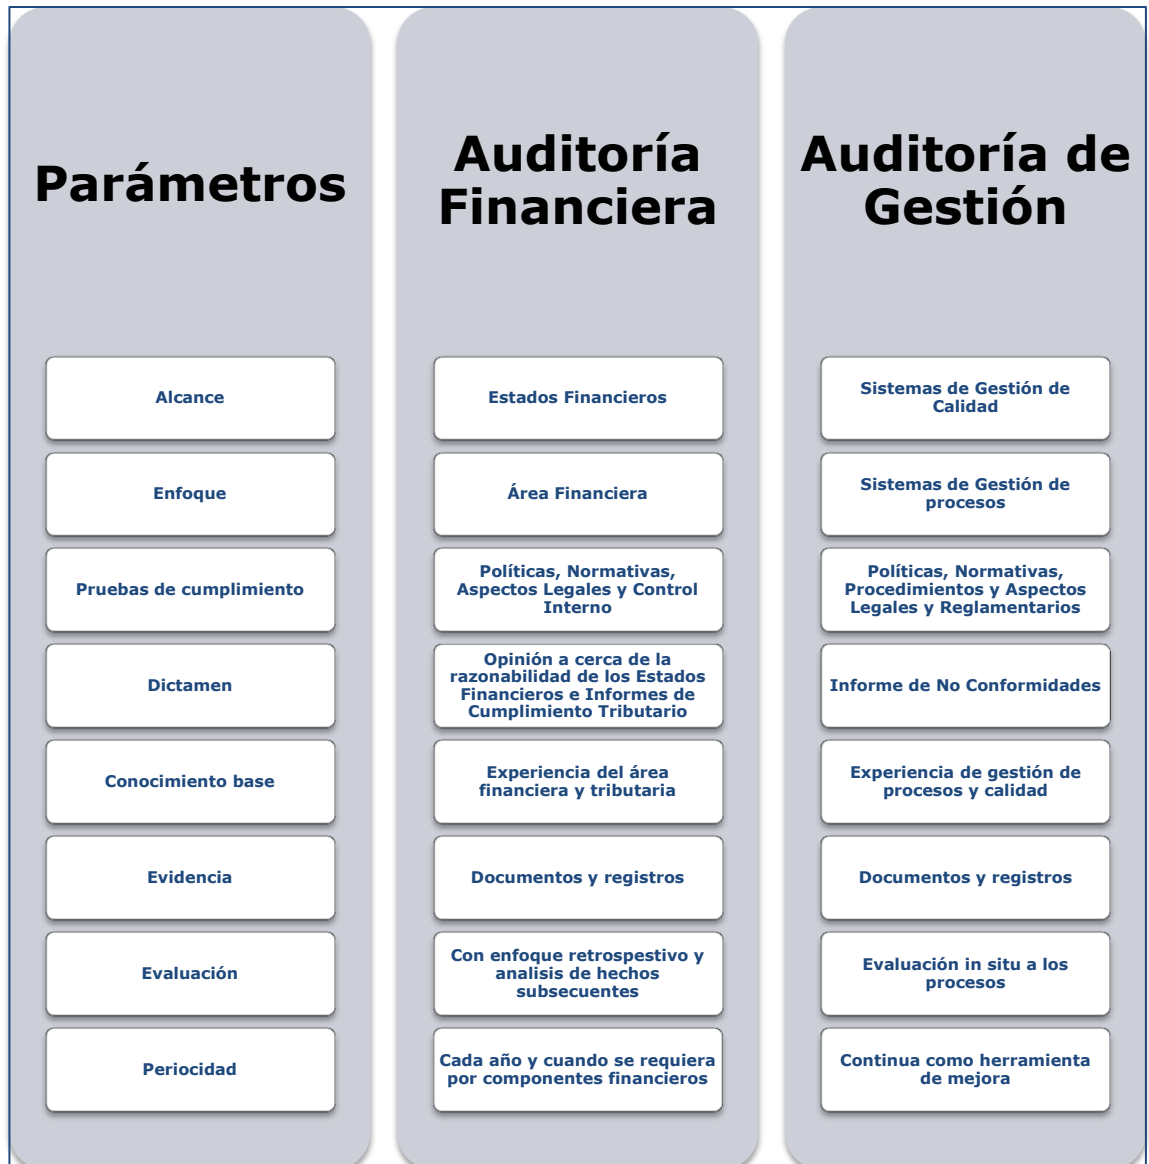 Parámetros
Alcance
Enfoque
Pruebas de cumplimiento
Dictamen
Conocimiento base
Evidencia
Evaluación
Periocidad
Auditoría
Financiera
Estados Financieros
Área Financiera
Políticas, Normativas,
Aspectos Legales y Control
Interno
Opinión a cerca de la
razonabilidad de los Estados
Financieros e Informes de
Cumplimiento Tributario
Experiencia del área
financiera y tributaria
Documentos y registros
Con enfoque retrospestivo y
analisis de hechos
subsecuentes
Cada año y cuando se requiera
por componentes financieros
Auditoría de
Gestión
Sistemas de Gestión de
Calidad
Sistemas de Gestión de
procesos
Políticas, Normativas,
Procedimientos y Aspectos
Legales y Reglamentarios
Informe de No Conformidades
Experiencia de gestión de
procesos y calidad
Documentos y registros
Evaluación in situ a los
procesos
Continua como herramienta
de mejora